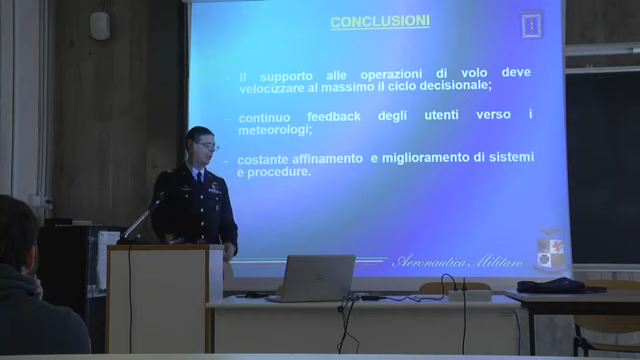 CONCLUSIONI
- Il supporto alle operazioni di volo deve
velocizzare al massimo il ciclo decisionale;
- continuo feedback degli utenti verso i
meteorologi;
- costante affinamento e miglioramento di sistemi
e procedure.
Aeronautica Militare